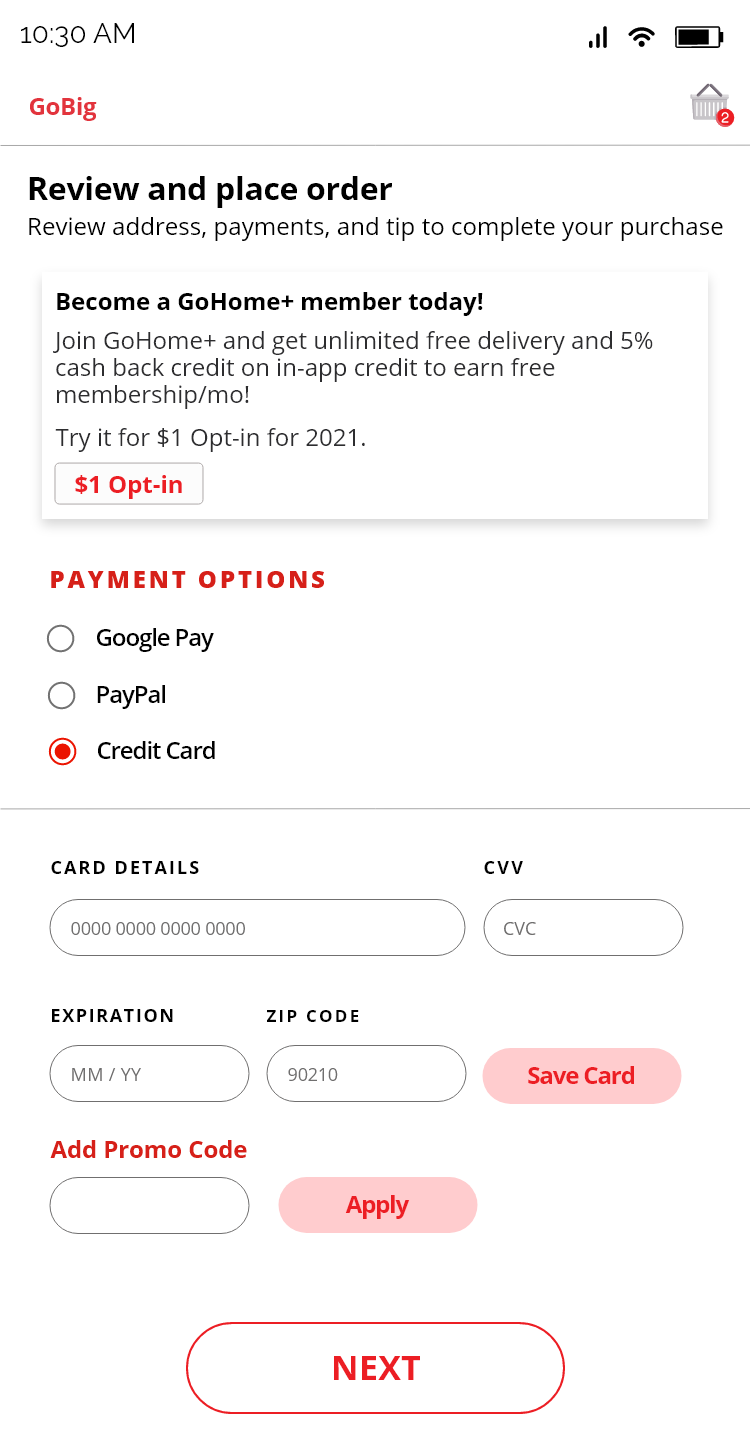 10:30 AM
GoBig
2
Review and place order
Review address, payments, and tip to complete your purchase
Become a GoHome+ member today!
Join GoHome+ and get unlimited free delivery and 5%
cash back credit on in-app credit to earn free
membership/mo!
Try it for $1 Opt-in for 2021.
$1 Opt-in
PAYMENT OPTIONS
Google Pay
PayPal
Credit Card
CARD DETAILS CVV
0000 0000 0000 0000 CVC
EXPIRATION ZIP CODE
MM / YY 90210 Save Card
Add Promo Code
Apply
NEXT